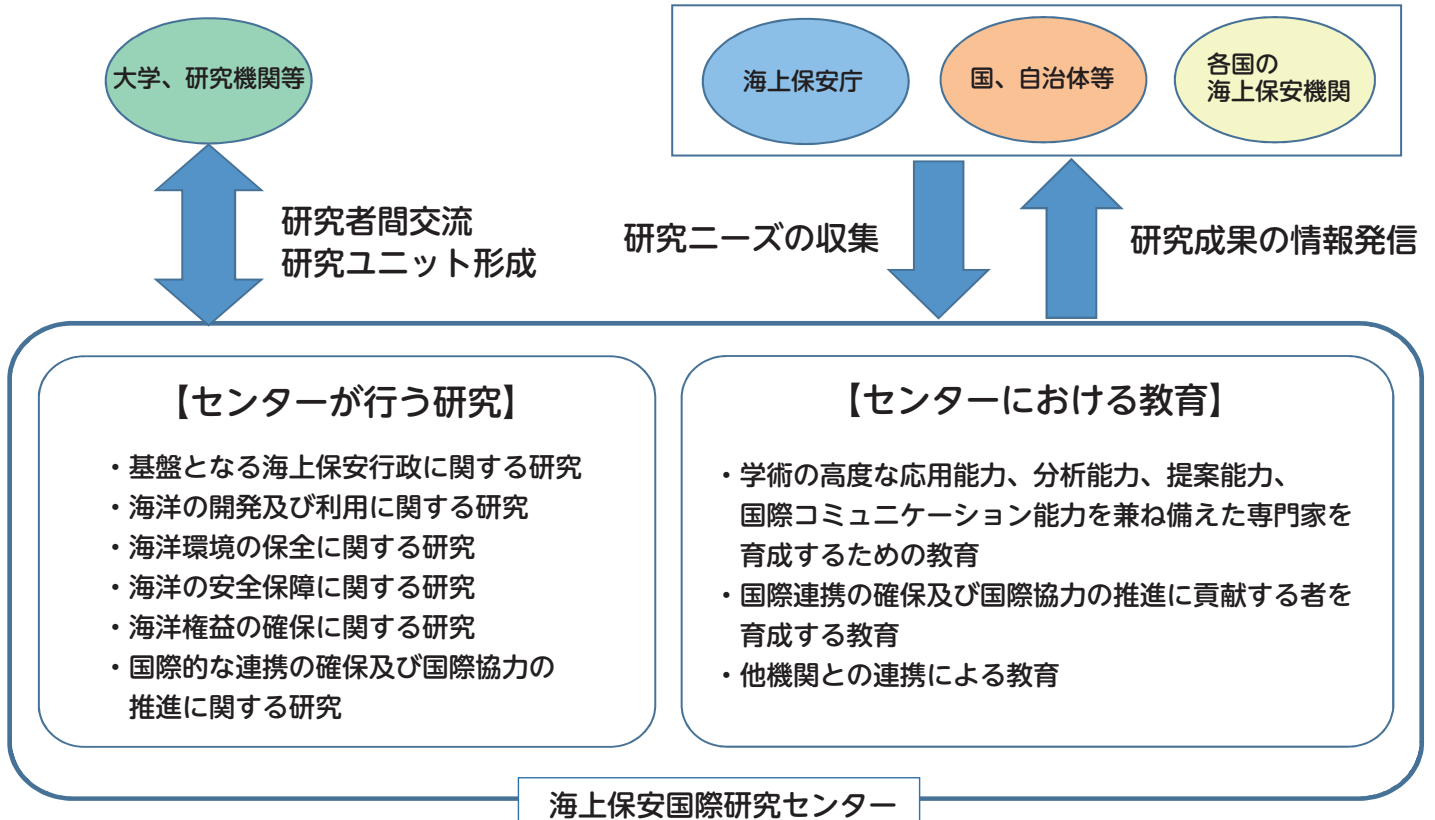 大学、研究機関等
海上保安庁
国、自治体等
各国の
海上保安機関
研究者間交流
研究ユニット形成
研究ニーズの収集
研究成果の情報発信
【センターが行う研究】
・基盤となる海上保安行政に関する研究
・海洋の開発及び利用に関する研究
・海洋環境の保全に関する研究
・海洋の安全保障に関する研究
・海洋権益の確保に関する研究
・国際的な連携の確保及び国際協力の
推進に関する研究
【センターにおける教育】
・学術の高度な応用能力、分析能力、提案能力、
国際コミュニケーション能力を兼ね備えた専門家を
育成するための教育
・国際連携の確保及び国際協力の推進に貢献する者を
育成する教育
・他機関との連携による教育
海上保安国際研究センター